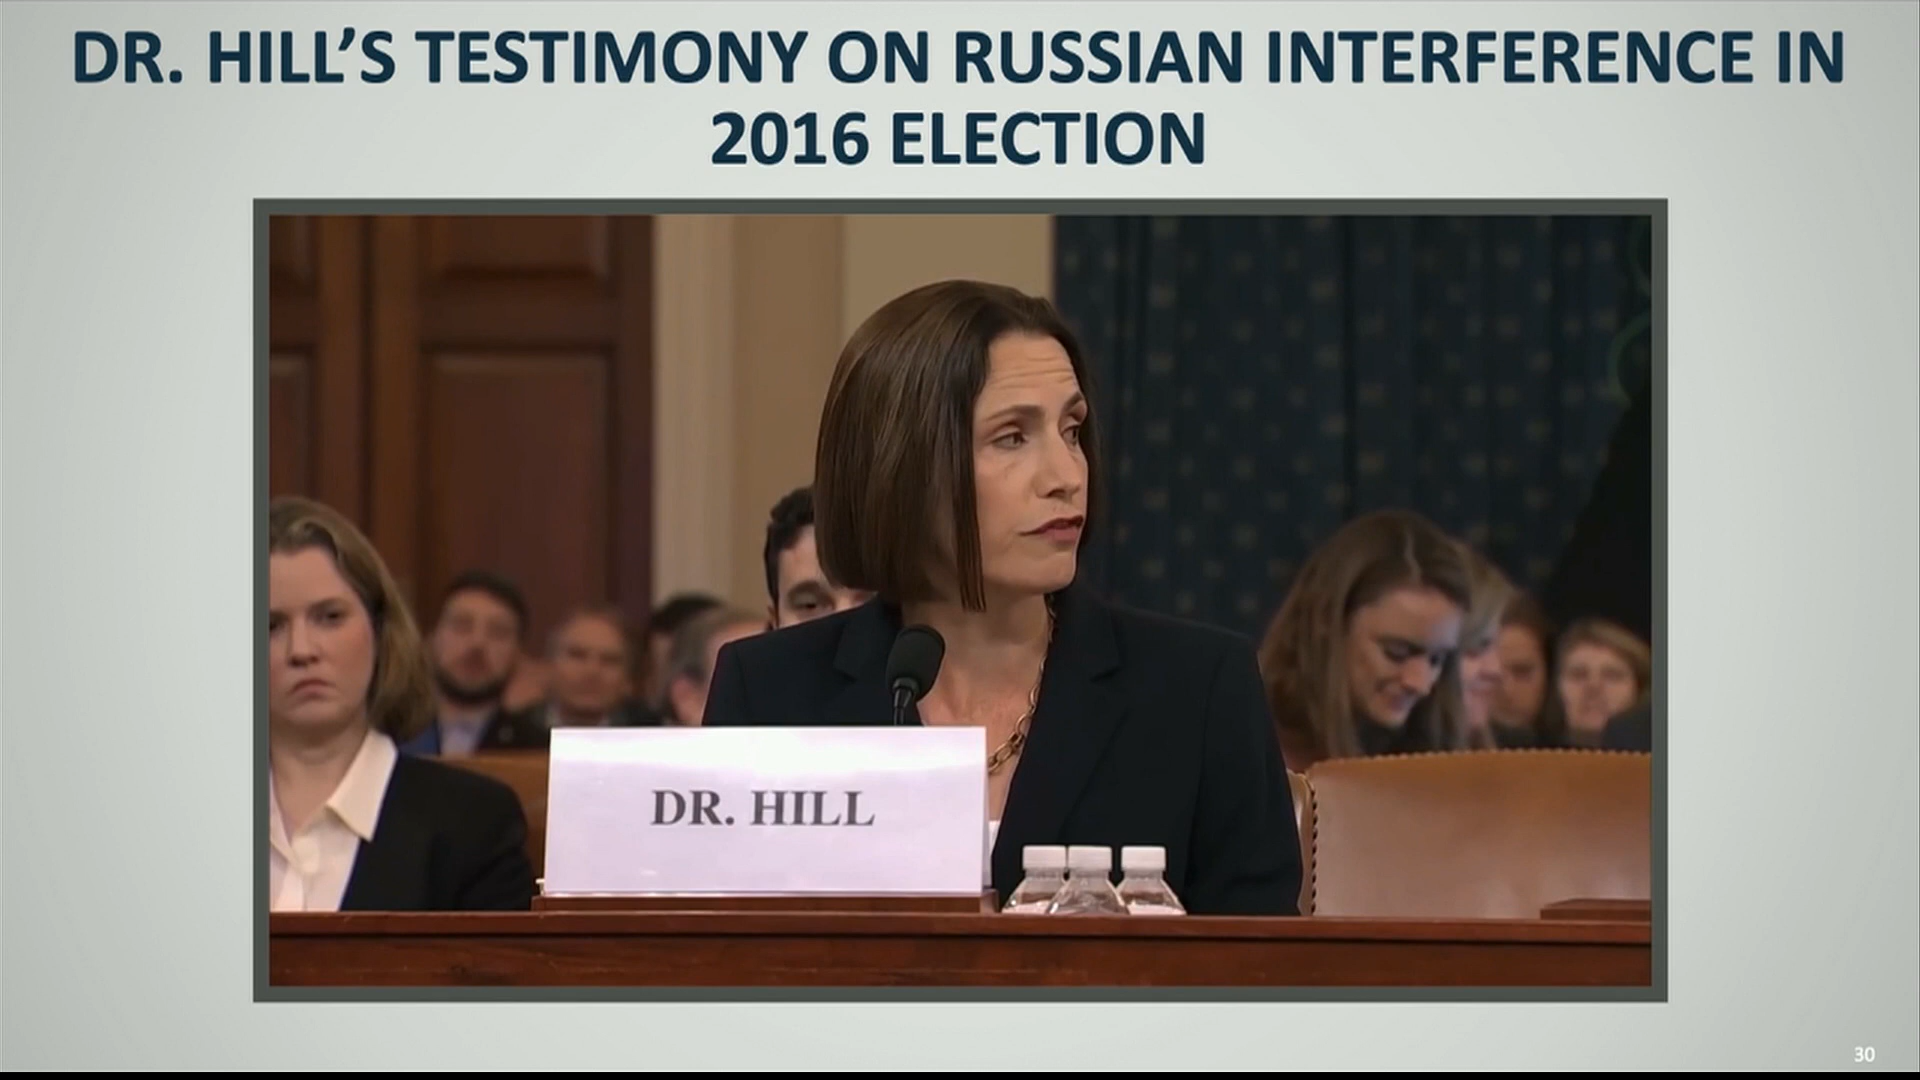 DR. HILL’S TESTIMONY ON RUSSIAN INTERFERENCE IN
2016 ELECTION
DR. HILL
30